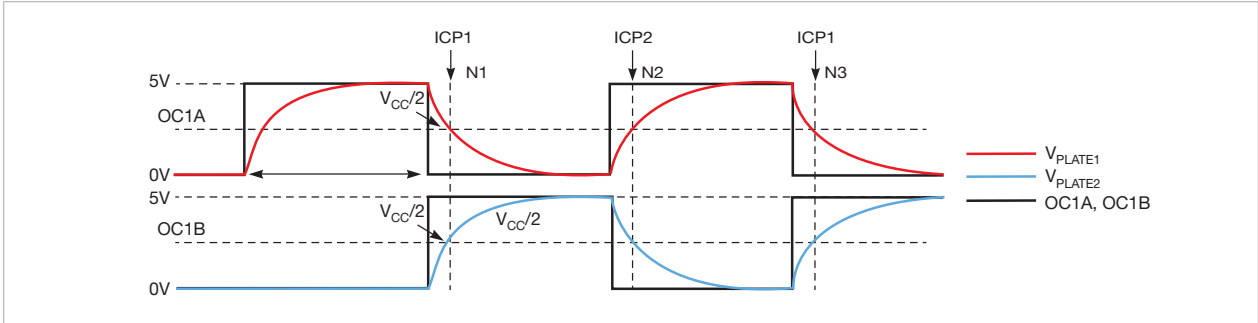 ICP1 ICP2 ICP1
N1 N2 N3
5V
V_CC/2
OC1A
0V
5V
V_CC/2 V_CC/2
OC1B
0V
V_PLATE1
V_PLATE2
OC1A, OC1B